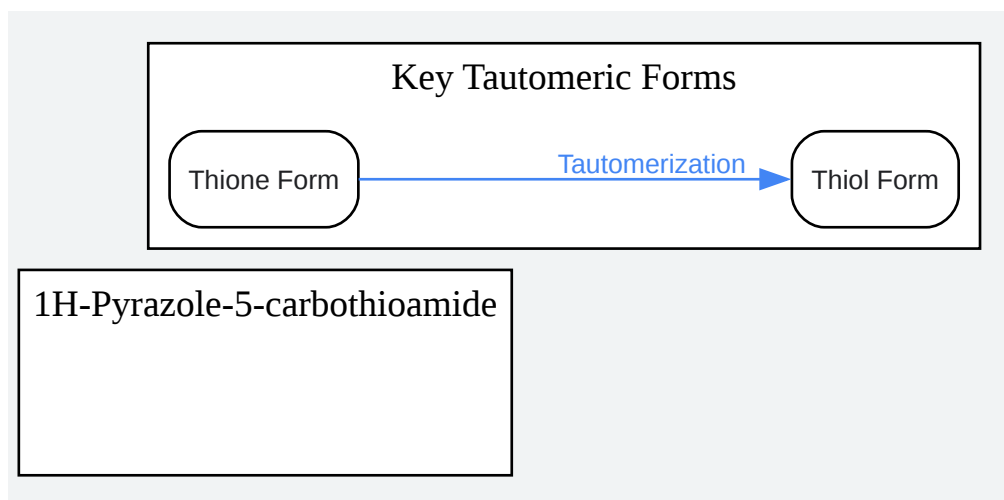 Key Tautomeric Forms
Thione Form
Tautomerization
Thiol Form
1H-Pyrazole-5-carbothioamide